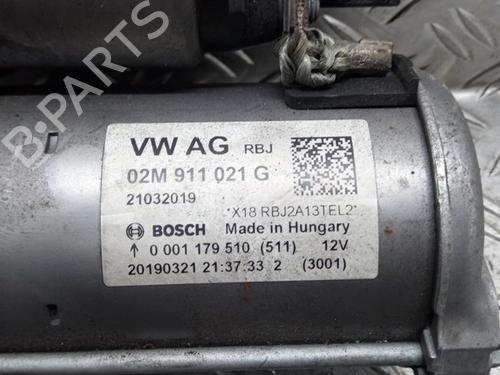 VW AG RBJ
02M 911 021 G
21032019
*X18 RBJ2A13TEL2*
BOSCH Made in Hungary
↑ 0 001 179 510 (511) 12V
20190321 21:37:33 2 (3001)
B-PARTS